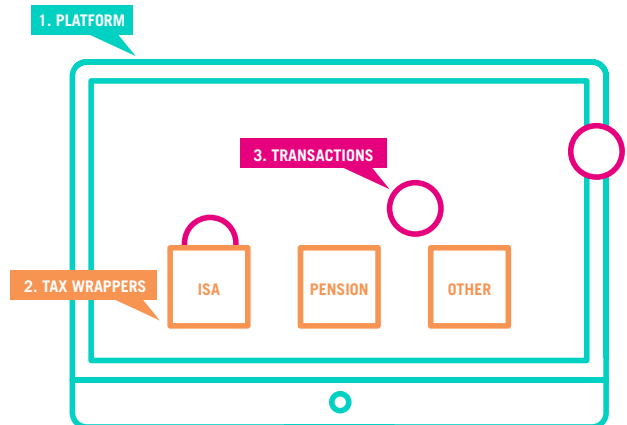 1. PLATFORM
3. TRANSACTIONS
2. TAX WRAPPERS
ISA
PENSION
OTHER